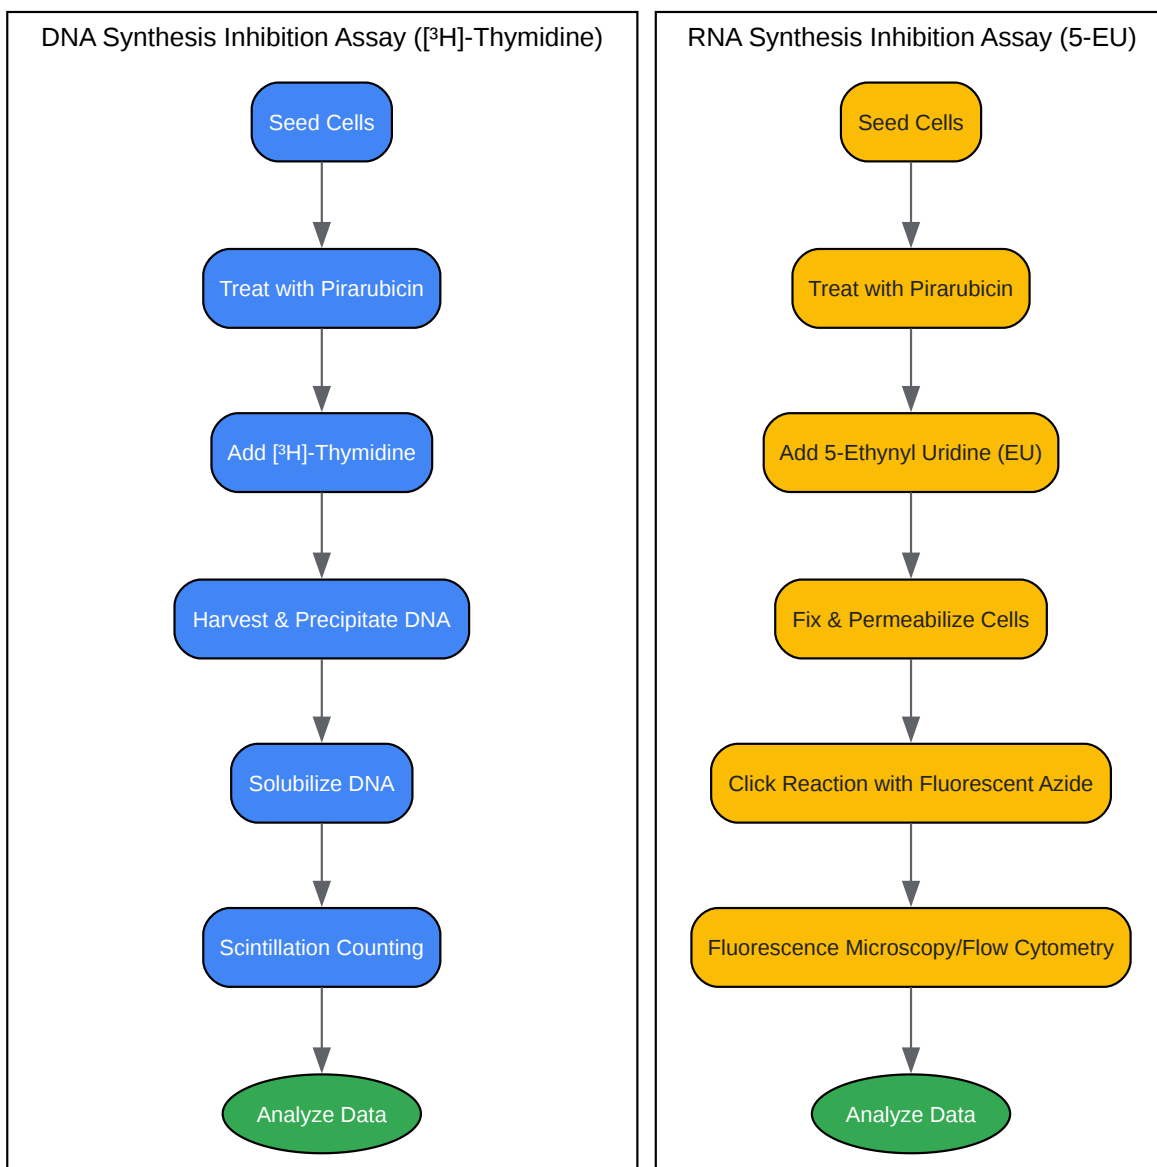 DNA Synthesis Inhibition Assay ([³H]-Thymidine)
Seed Cells
Treat with Pirarubicin
Add [³H]-Thymidine
Harvest & Precipitate DNA
Solubilize DNA
Scintillation Counting
Analyze Data
RNA Synthesis Inhibition Assay (5-EU)
Seed Cells
Treat with Pirarubicin
Add 5-Ethynyl Uridine (EU)
Fix & Permeabilize Cells
Click Reaction with Fluorescent Azide
Fluorescence Microscopy/Flow Cytometry
Analyze Data